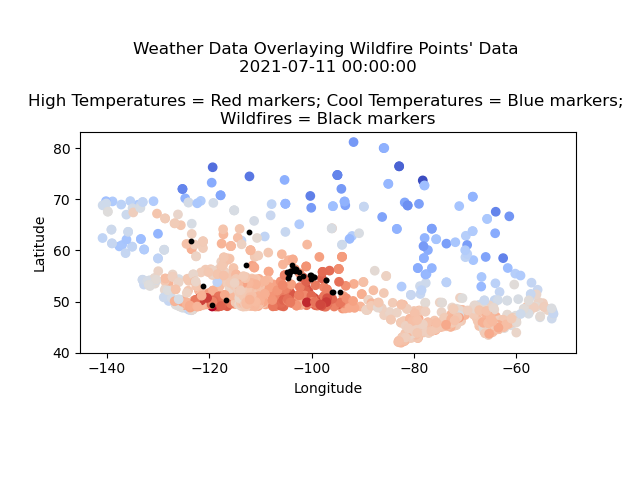 Weather Data Overlaying Wildfire Points' Data
2021-07-11 00:00:00
High Temperatures = Red markers; Cool Temperatures = Blue markers;
Wildfires = Black markers
80
70
60
50
40
Latitude
−140 −120 −100 −80 −60
Longitude